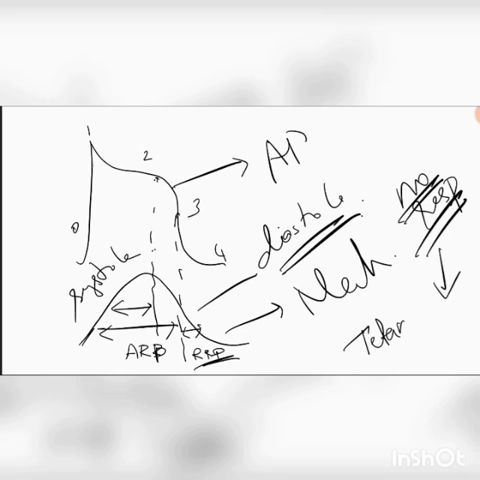 1
2
AP
0
3
4
no
Resp
systole
diastole
Mech.
ARP
RRP
Tetan
InShOt